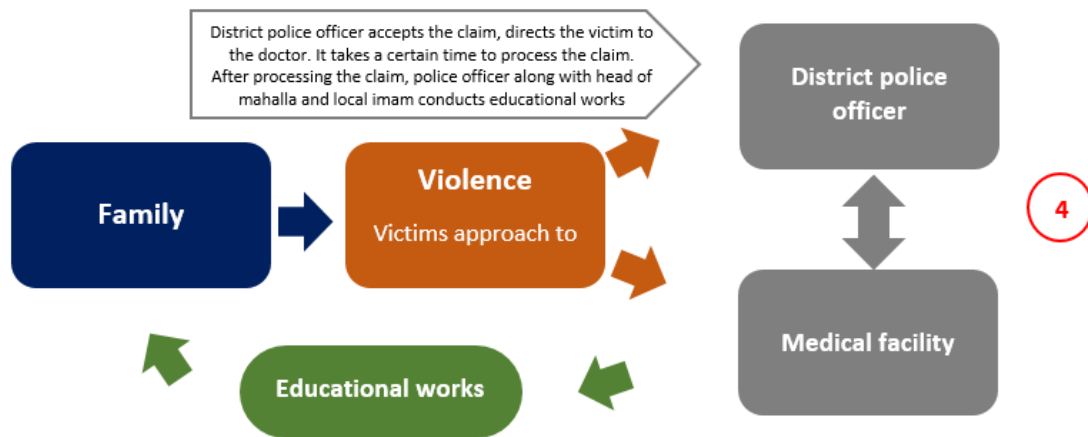 District police officer accepts the claim, directs the victim to
the doctor. It takes a certain time to process the claim.
After processing the claim, police officer along with head of
mahalla and local imam conducts educational works
District police
officer
Family
Violence
Victims approach to
4
Medical facility
Educational works